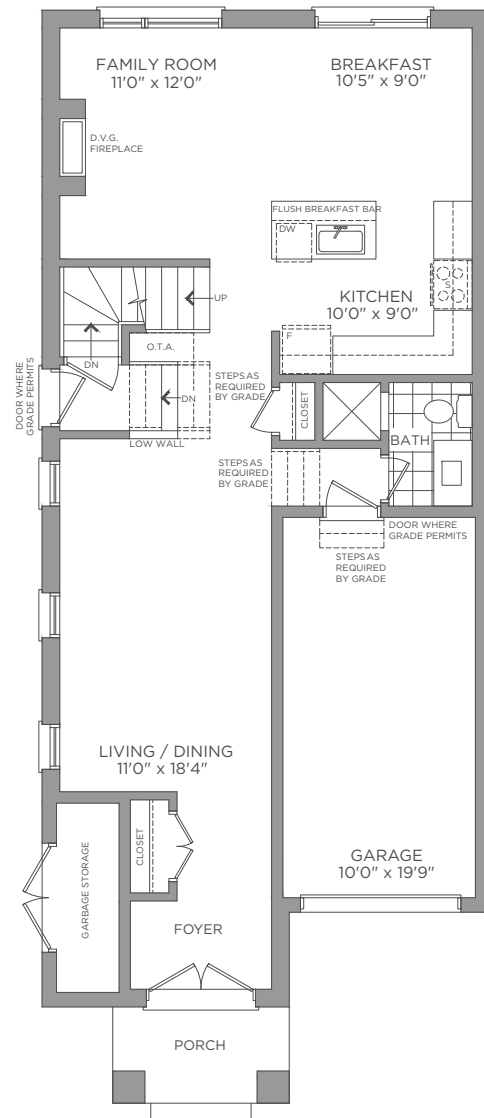 FAMILY ROOM
11'0" x 12'0"
BREAKFAST
10'5" x 9'0"
D.V.G.
FIREPLACE
FLUSH BREAKFAST BAR
DW
S
KITCHEN
10'0" x 9'0"
F
UP
O.T.A.
DN
DN
DOOR WHERE
GRADE PERMITS
STEPS AS
REQUIRED
BY GRADE
CLOSET
BATH
LOW WALL
STEPS AS
REQUIRED
BY GRADE
DOOR WHERE
GRADE PERMITS
STEPS AS
REQUIRED
BY GRADE
LIVING / DINING
11'0" x 18'4"
CLOSET
GARBAGE STORAGE
GARAGE
10'0" x 19'9"
FOYER
PORCH